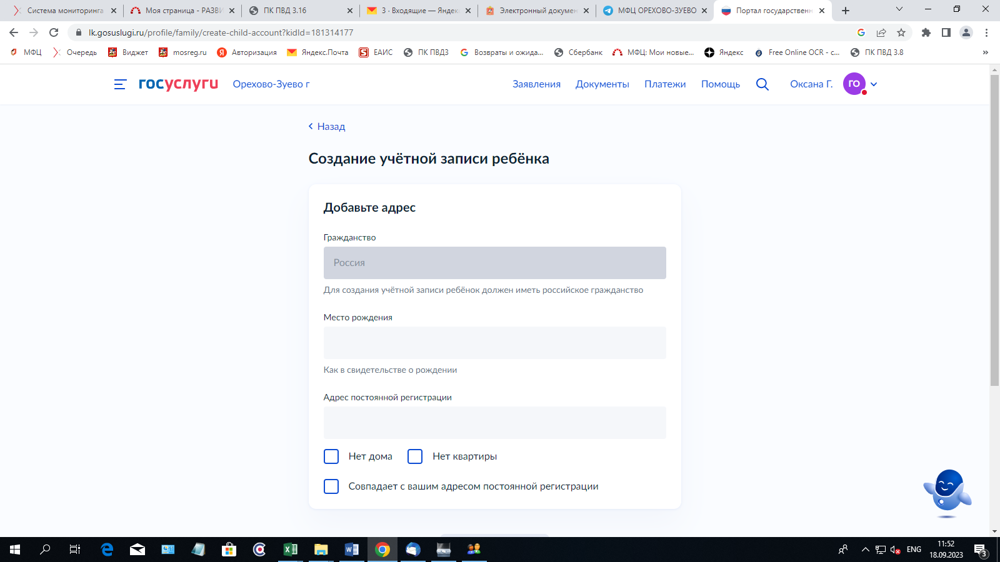 Система мониторинга
Моя страница - РАЗВИ
ПК ПВД 3.16
3 · Входящие — Яндекс
Электронный документ
МФЦ ОРЕХОВО-ЗУЕВО
Портал государственн
lk.gosuslugi.ru/profile/family/create-child-account?kidId=181314177
МФЦ
Очередь
Виджет
mosreg.ru
Авторизация
Яндекс.Почта
ЕАИС
ПК ПВД3
Возвраты и ожида...
Сбербанк
МФЦ: Мои новые...
Яндекс
Free Online OCR - c...
ПК ПВД 3.8
»
госуслуги
Орехово-Зуево г
Заявления
Документы
Платежи
Помощь
Оксана Г.
ГО
Назад
Создание учётной записи ребёнка
Добавьте адрес
Гражданство
Россия
Для создания учётной записи ребёнок должен иметь российское гражданство
Место рождения
Как в свидетельстве о рождении
Адрес постоянной регистрации
Нет дома
Нет квартиры
Совпадает с вашим адресом постоянной регистрации
ENG
11:52
18.09.2023
3